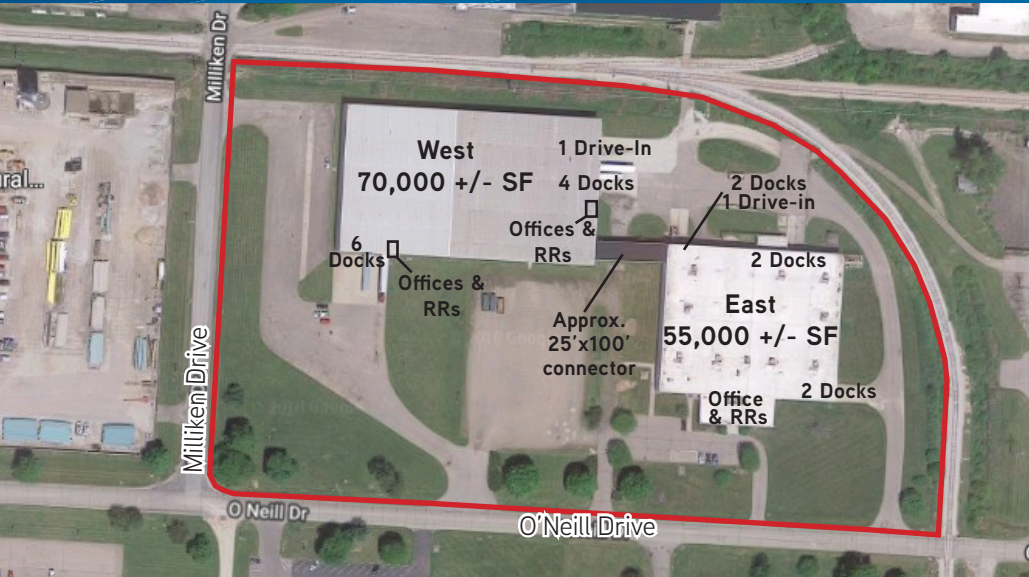 Milliken Dr
ral...
West
70,000 +/- SF
1 Drive-In
4 Docks
Offices &
RRs
6
Docks
Offices &
RRs
2 Docks
1 Drive-in
2 Docks
East
55,000 +/- SF
Approx.
25'x100'
connector
Office
& RRs
2 Docks
Milliken Drive
O Neill Dr
O'Neill Drive